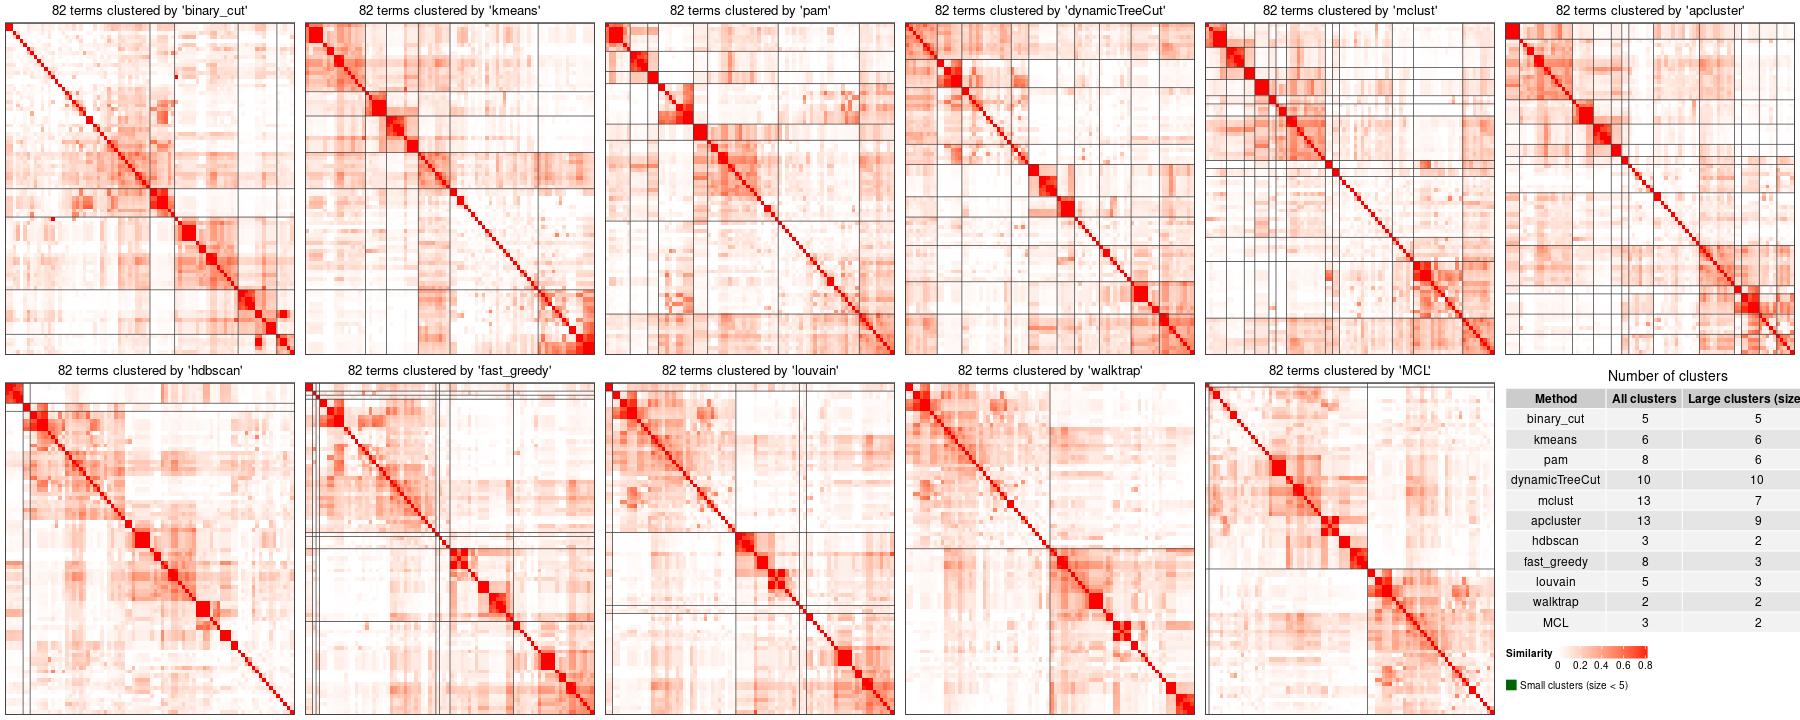 82 terms clustered by 'binary_cut'
82 terms clustered by 'kmeans'
82 terms clustered by 'pam'
82 terms clustered by 'dynamicTreeCut'
82 terms clustered by 'mclust'
82 terms clustered by 'apcluster'
82 terms clustered by 'hdbscan'
82 terms clustered by 'fast_greedy'
82 terms clustered by 'louvain'
82 terms clustered by 'walktrap'
82 terms clustered by 'MCL'
Number of clusters
Method All clusters Large clusters (size
binary_cut 5 5
kmeans 6 6
pam 8 6
dynamicTreeCut 10 10
mclust 13 7
apcluster 13 9
hdbscan 3 2
fast_greedy 8 3
louvain 5 3
walktrap 2 2
MCL 3 2
Similarity
0 0.2 0.4 0.6 0.8
Small clusters (size < 5)